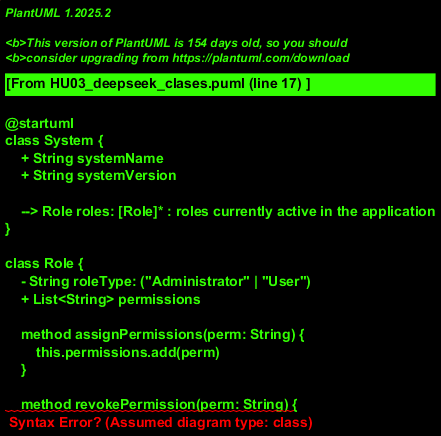 PlantUML 1.2025.2
<b>This version of PlantUML is 154 days old, so you should
<b>consider upgrading from https://plantuml.com/download
[From HU03_deepseek_clases.puml (line 17) ]
@startuml
class System {
+ String systemName
+ String systemVersion
--> Role roles: [Role]* : roles currently active in the application
}
class Role {
- String roleType: ("Administrator" | "User")
+ List<String> permissions
method assignPermissions(perm: String) {
this.permissions.add(perm)
}
method revokePermission(perm: String) {
Syntax Error? (Assumed diagram type: class)